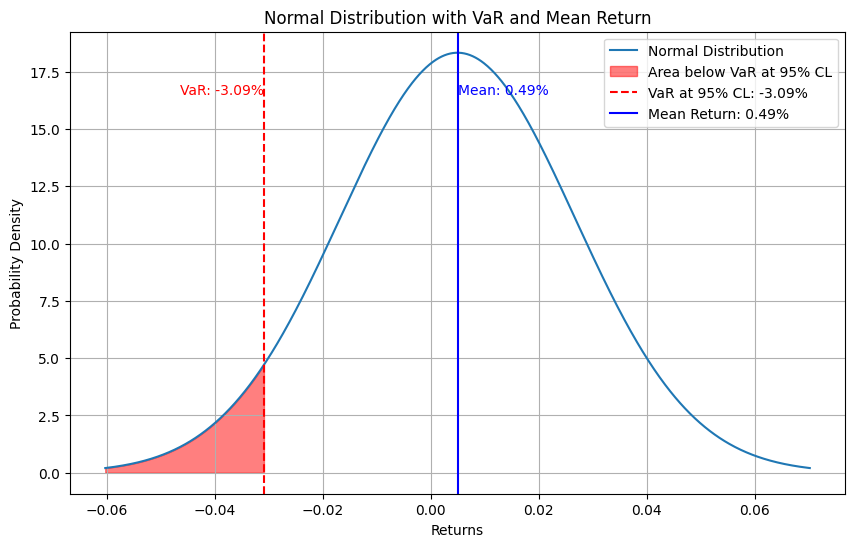 Normal Distribution with VaR and Mean Return
Normal Distribution
Area below VaR at 95% CL
VaR at 95% CL: -3.09%
Mean Return: 0.49%
VaR: -3.09%
Mean: 0.49%
Probability Density
17.5
15.0
12.5
10.0
7.5
5.0
2.5
0.0
−0.06
−0.04
−0.02
0.00
0.02
0.04
0.06
Returns